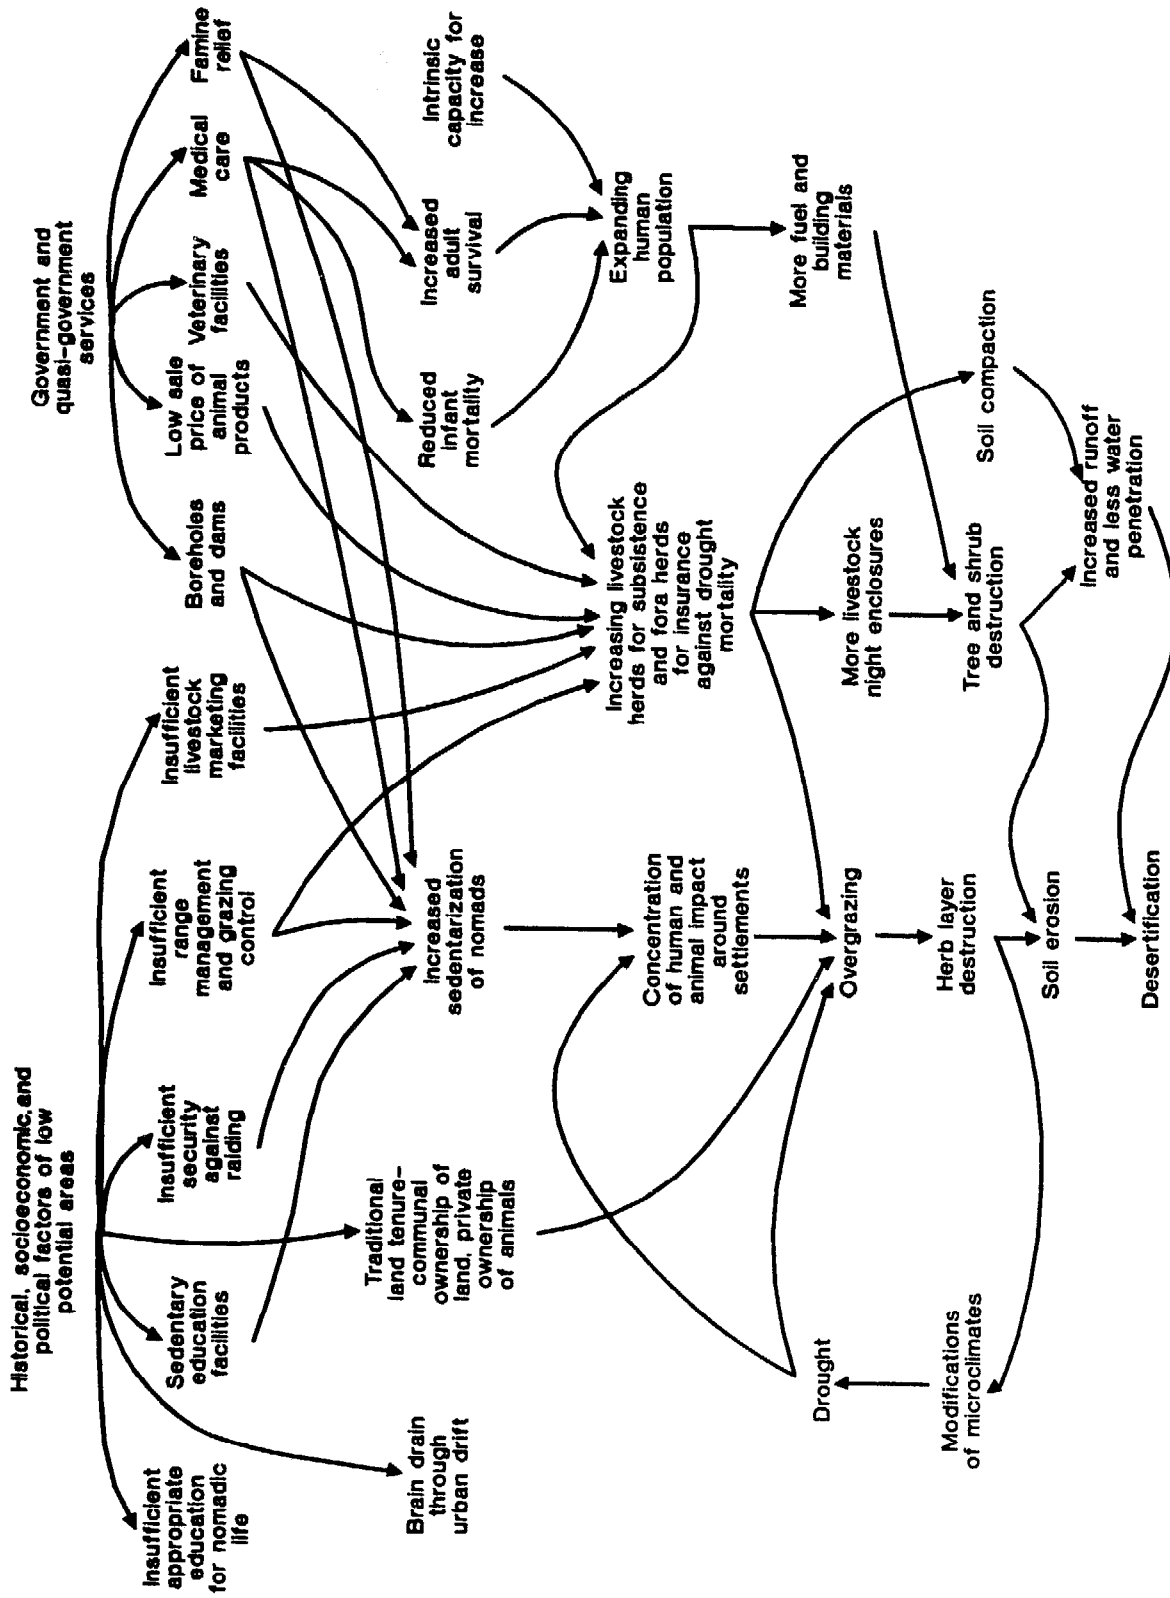 Historical, socioeconomic, and
political factors of low
potential areas
Government and
quasi-government
services
Insufficient
appropriate
education
for nomadic
life
Sedentary
education
facilities
Insufficient
security
against
raiding
Insufficient
range
management
and grazing
control
Insufficient
livestock
marketing
facilities
Boreholes
and dams
Low sale
price of
animal
products
Veterinary
facilities
Medical
care
Famine
relief
Brain drain
through
urban drift
Traditional
land tenure-
communal
ownership of
land, private
ownership
of animals
Increased
sedentarization
of nomads
Reduced
infant
mortality
Increased
adult
survival
Intrinsic
capacity for
increase
Concentration
of human and
animal impact
around
settlements
Increasing livestock
herds for subsistence
and fora herds
for insurance
against drought
mortality
Expanding
human
population
Drought
Overgrazing
More livestock
night enclosures
More fuel and
building
materials
Modifications
of microclimates
Herb layer
destruction
Tree and shrub
destruction
Soil compaction
Soil erosion
Increased runoff
and less water
penetration
Desertification